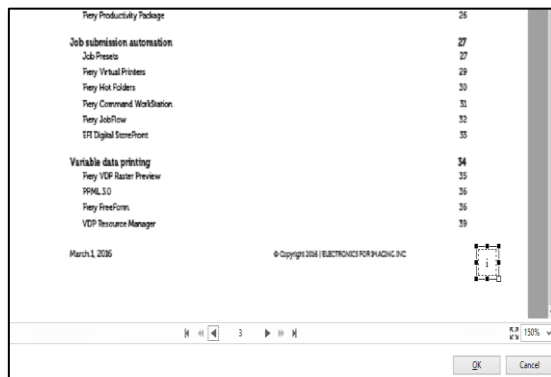 Fiery Productivity Package 26
Job submission automation 27
Job Presets 27
Fiery Virtual Printers 29
Fiery Hot Folders 30
Fiery Command WorkStation 31
Fiery JobFlow 32
EFI Digital StoreFront 33
Variable data printing 34
Fiery VDP Raster Preview 35
PPML 3.0 36
Fiery FreeForm 36
VDP Resource Manager 39
March 1, 2016 © Copyright 2016 | ELECTRONICS FOR IMAGING, INC i
3 150%
OK Cancel